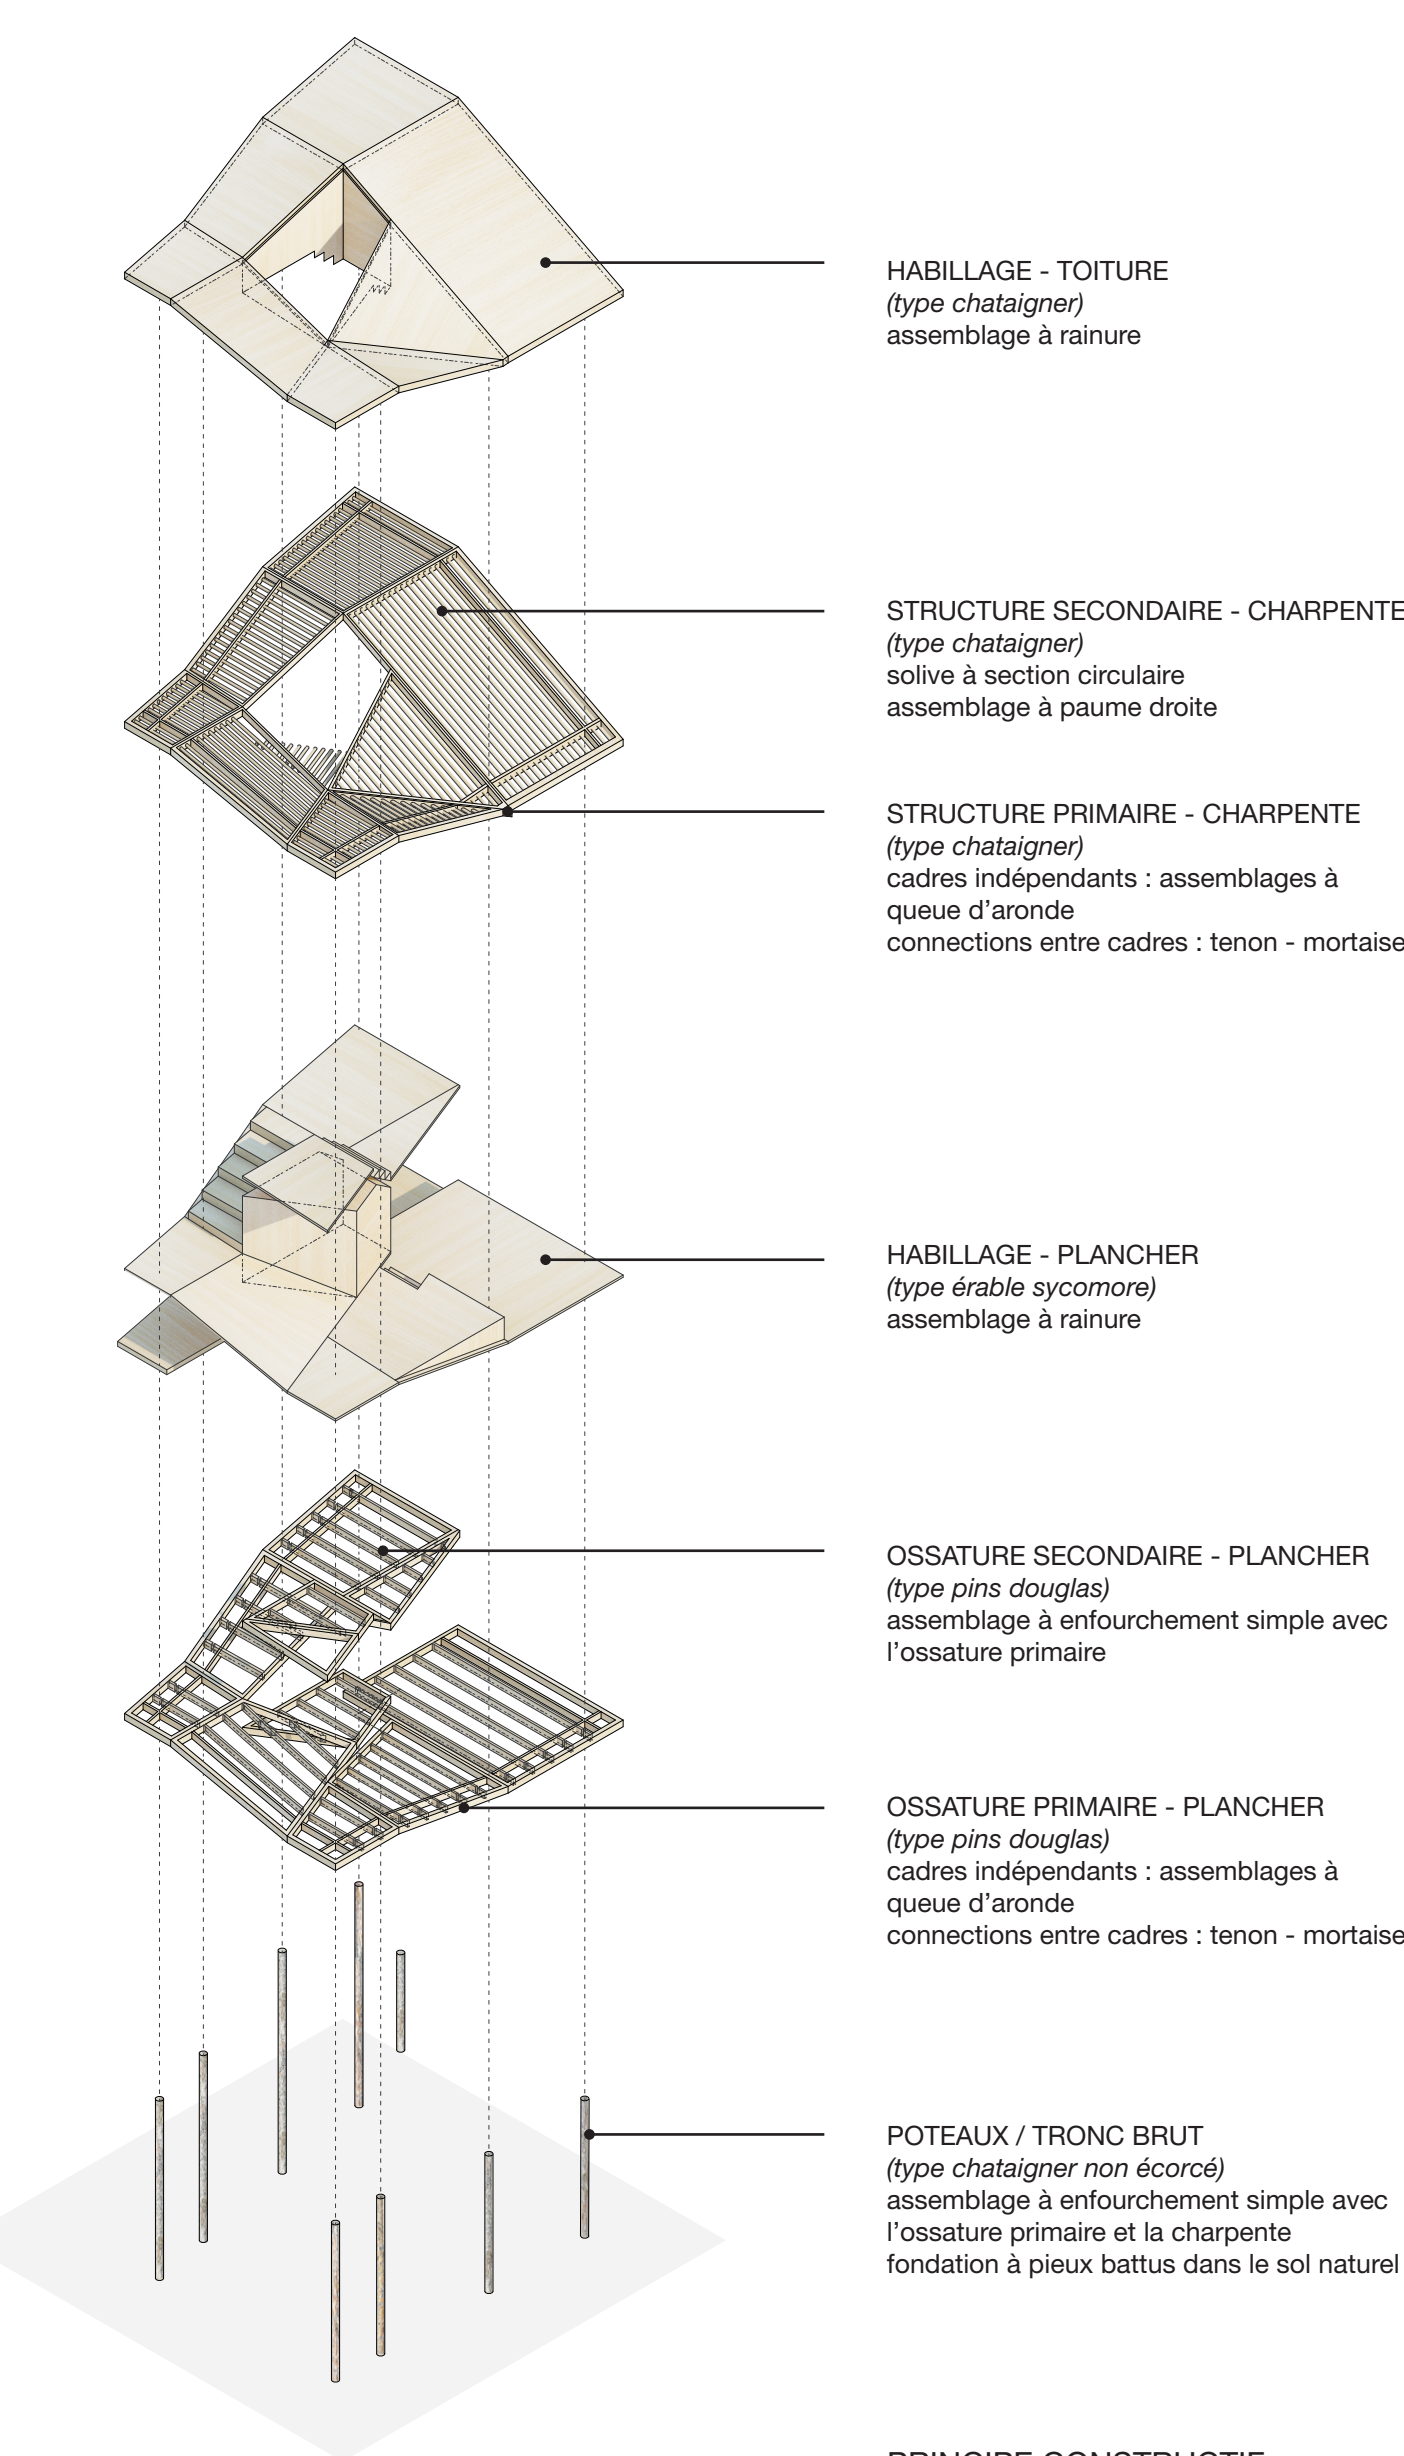 HABILLAGE - TOITURE
(type chataigner)
assemblage à rainure
STRUCTURE SECONDAIRE - CHARPENTE
(type chataigner)
solive à section circulaire
assemblage à paume droite
STRUCTURE PRIMAIRE - CHARPENTE
(type chataigner)
cadres indépendants : assemblages à
queue d’aronde
connections entre cadres : tenon - mortaise
HABILLAGE - PLANCHER
(type érable sycomore)
assemblage à rainure
OSSATURE SECONDAIRE - PLANCHER
(type pins douglas)
assemblage à enfourchement simple avec
l’ossature primaire
OSSATURE PRIMAIRE - PLANCHER
(type pins douglas)
cadres indépendants : assemblages à
queue d’aronde
connections entre cadres : tenon - mortaise
POTEAUX / TRONC BRUT
(type chataigner non écorcé)
assemblage à enfourchement simple avec
l’ossature primaire et la charpente
fondation à pieux battus dans le sol naturel
PRINCIPE CONSTRUCTIF